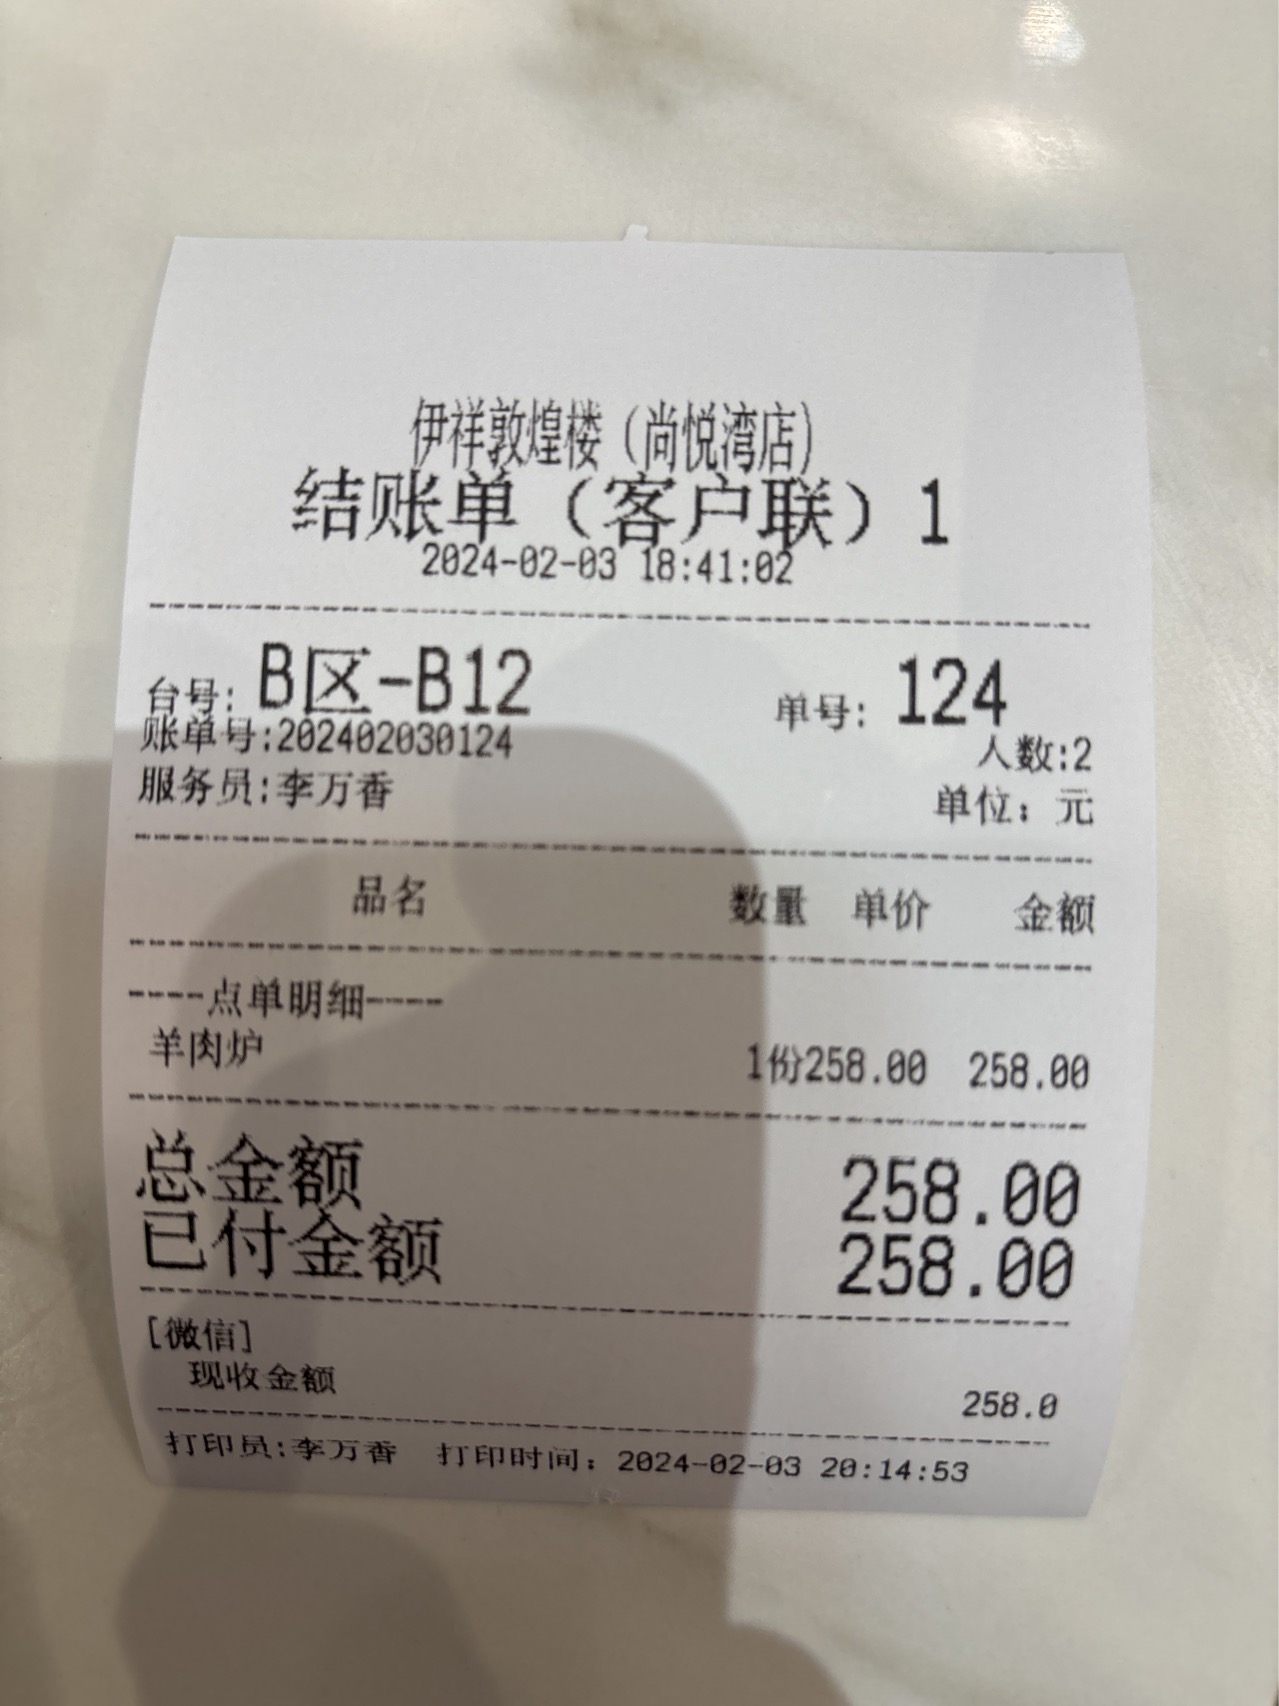 伊祥敦煌楼（尚悦湾店）
结账单（客户联）1
2024-02-03 18:41:02
台号: B区-B12 单号: 124
账单号:202402030124 人数:2
服务员:李万香 单位：元
品名 数量 单价 金额
----点单明细----
羊肉炉 1份258.00 258.00
总金额 258.00
已付金额 258.00
[微信]
现收金额 258.0
打印员:李万香 打印时间：2024-02-03 20:14:53